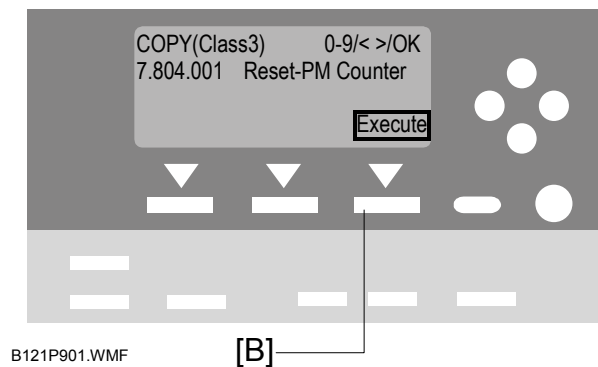 COPY(Class3) 0-9/< >/OK
7.804.001 Reset-PM Counter
Execute
B121P901.WMF
[B]